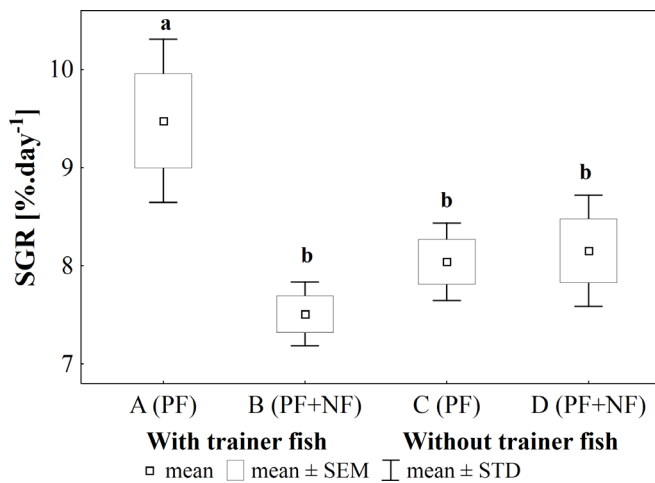 a
10
9
b
b
b
8
7
SGR [%.day⁻¹]
A (PF) B (PF+NF) C (PF) D (PF+NF)
With trainer fish Without trainer fish
mean mean ± SEM mean ± STD